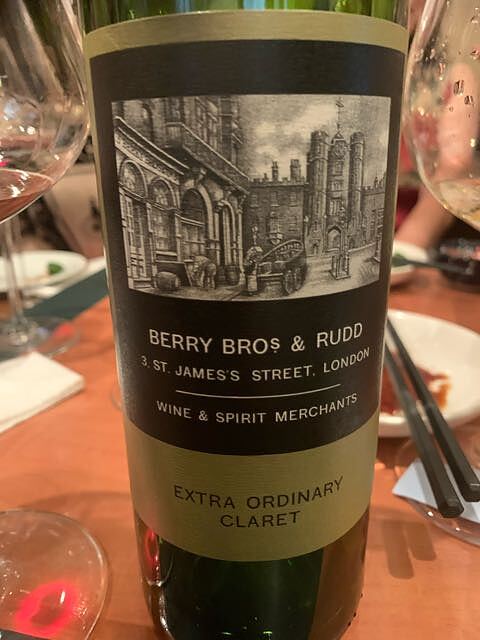 BERRY BROS & RUDD
3, ST. JAMES'S STREET, LONDON
WINE & SPIRIT MERCHANTS
EXTRA ORDINARY
CLARET